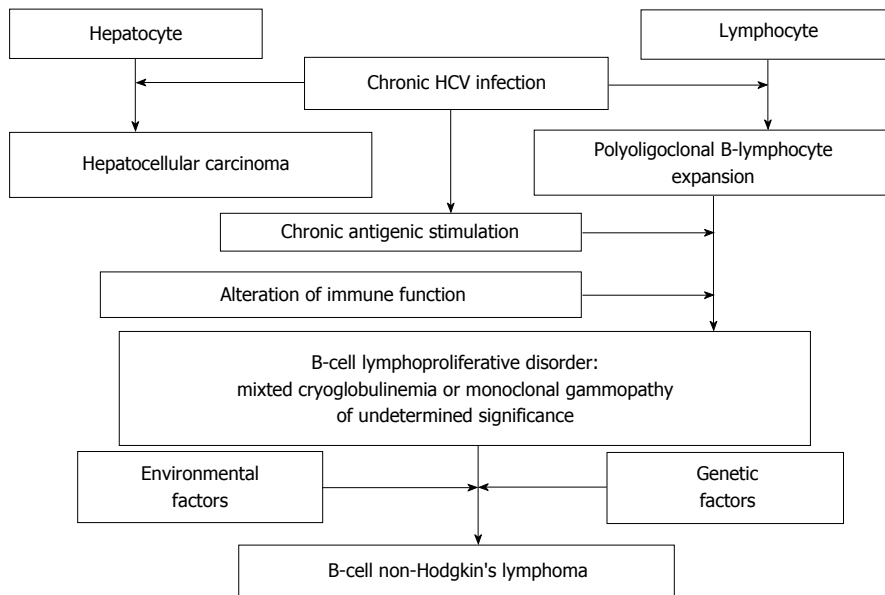 Hepatocyte
Lymphocyte
Chronic HCV infection
Hepatocellular carcinoma
Polyoligoclonal B-lymphocyte
expansion
Chronic antigenic stimulation
Alteration of immune function
B-cell lymphoproliferative disorder:
mixted cryoglobulinemia or monoclonal gammopathy
of undetermined significance
Environmental
factors
Genetic
factors
B-cell non-Hodgkin's lymphoma